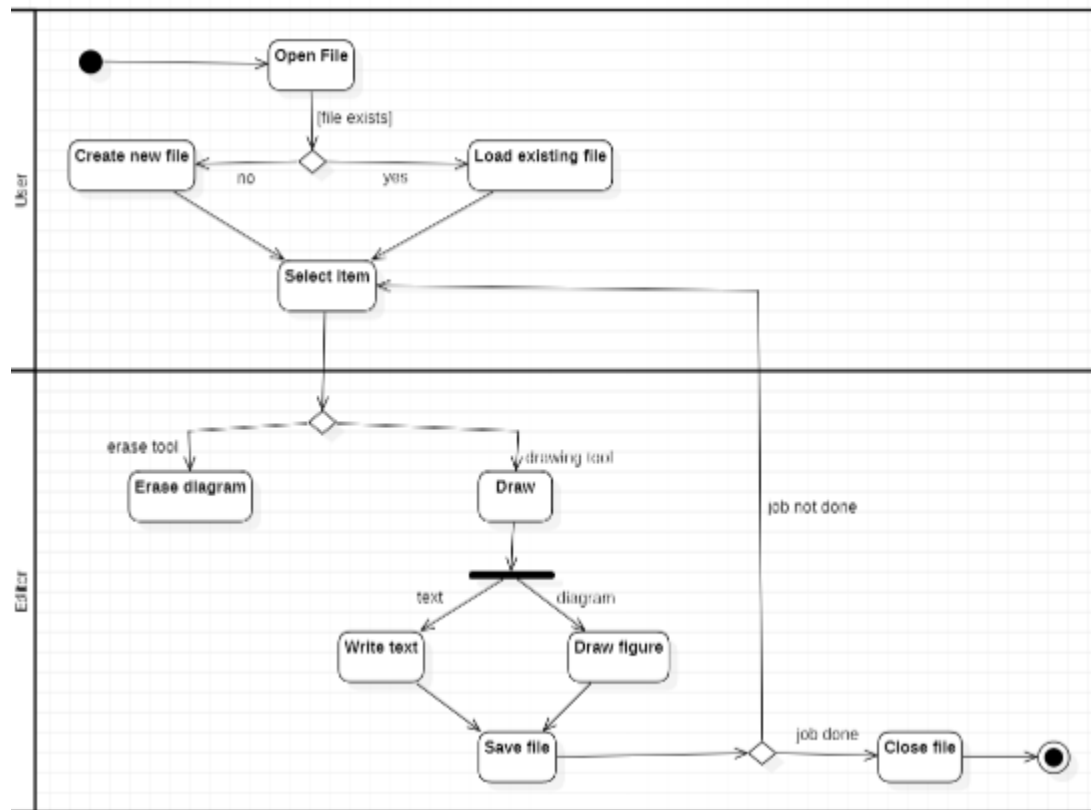 Open File
[file exists]
Create new file
Load existing file
no
yes
User
Select item
erase tool
drawing tool
Erase diagram
Draw
job not done
Editor
text
diagram
Write text
Draw figure
job done
Save file
Close file